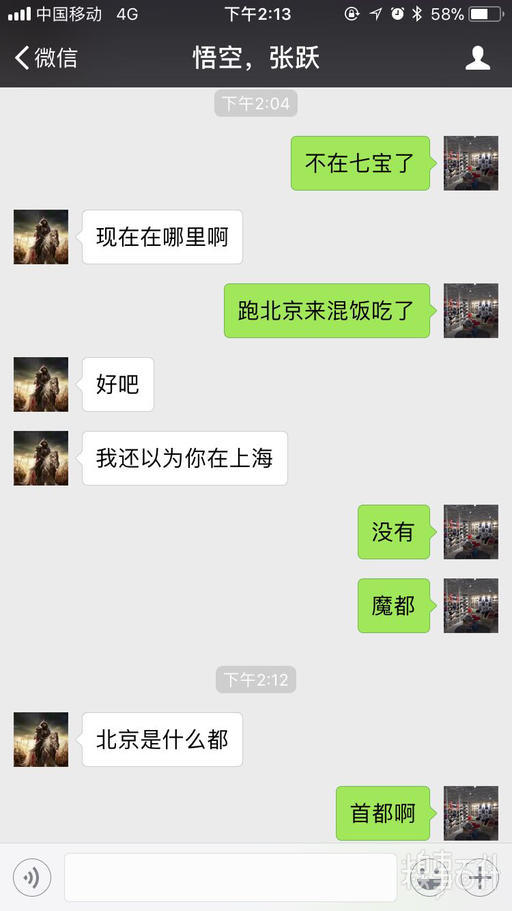 中国移动 4G 下午2:13 58%
微信 悟空，张跃
下午2:04
不在七宝了
现在在哪里啊
跑北京来混饭吃了
好吧
我还以为你在上海
没有
魔都
下午2:12
北京是什么都
首都啊